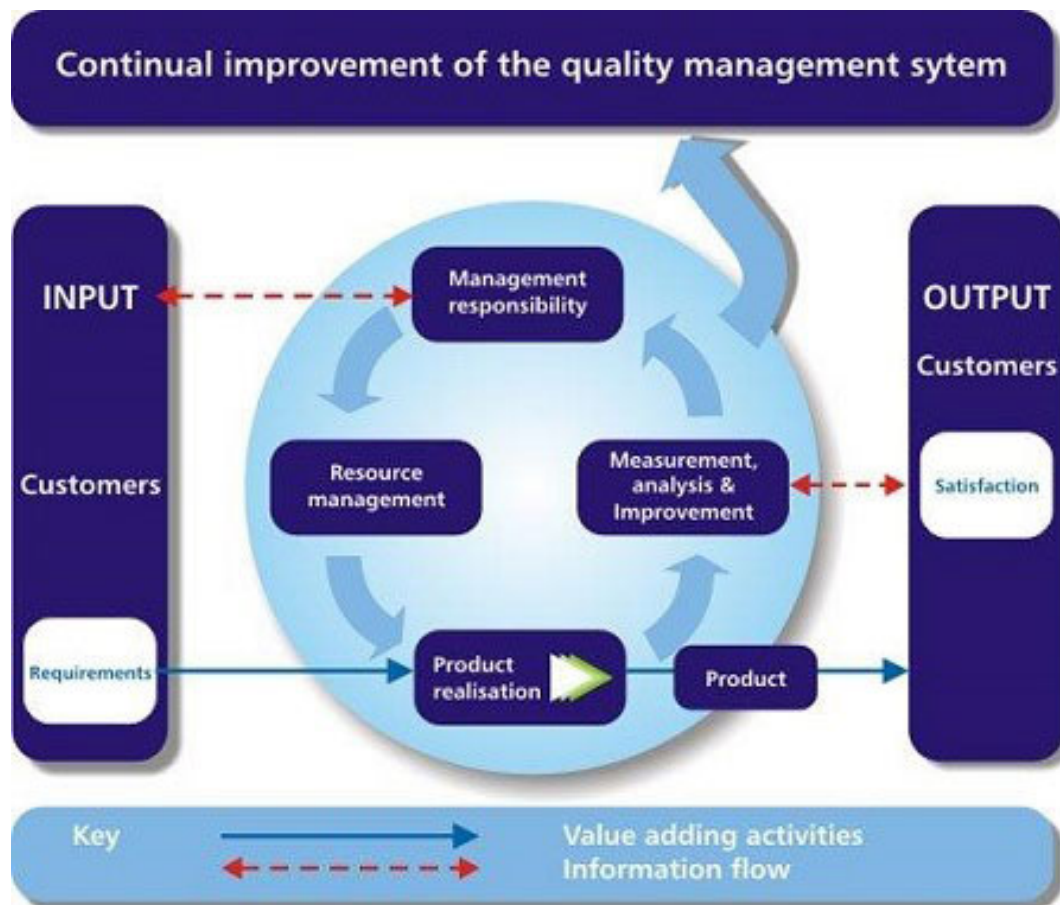 Continual improvement of the quality management sytem
INPUT
Customers
Requirements
Management
responsibility
Resource
management
Measurement,
analysis &
Improvement
Product
realisation
Product
OUTPUT
Customers
Satisfaction
Key
Value adding activities
Information flow